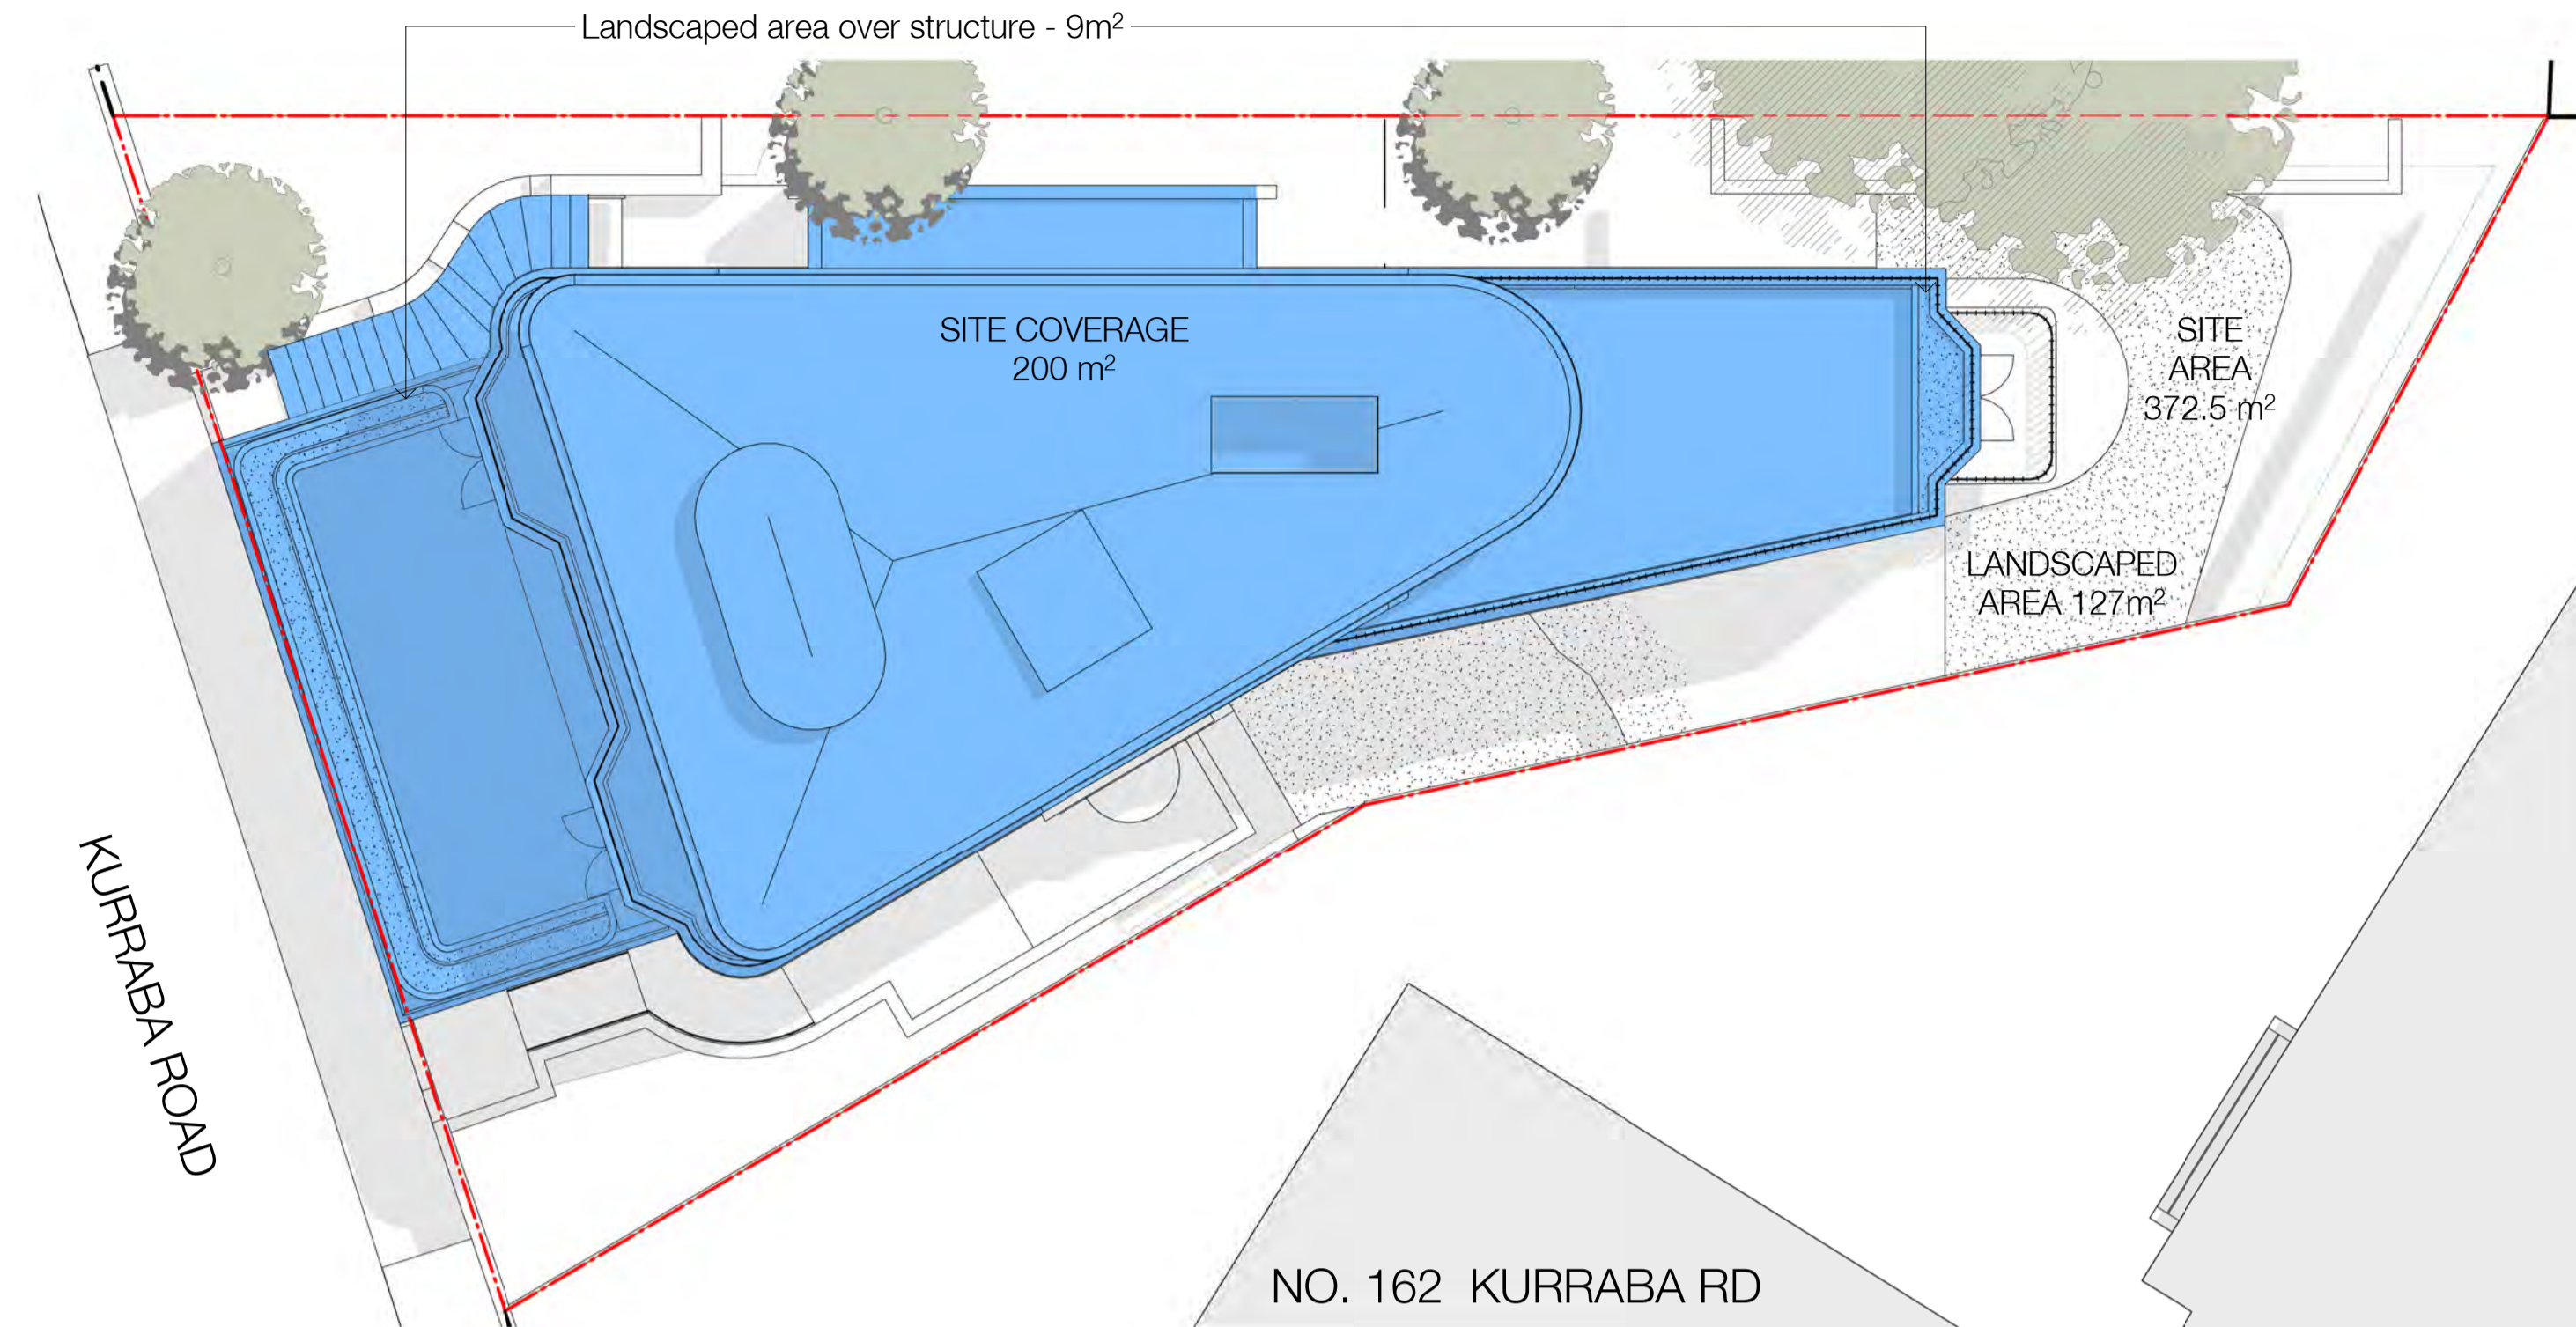 Landscaped area over structure - 9m²
SITE COVERAGE
200 m²
SITE
AREA
372.5 m²
LANDSCAPED
AREA 127m²
KURRABA ROAD
NO. 162 KURRABA RD